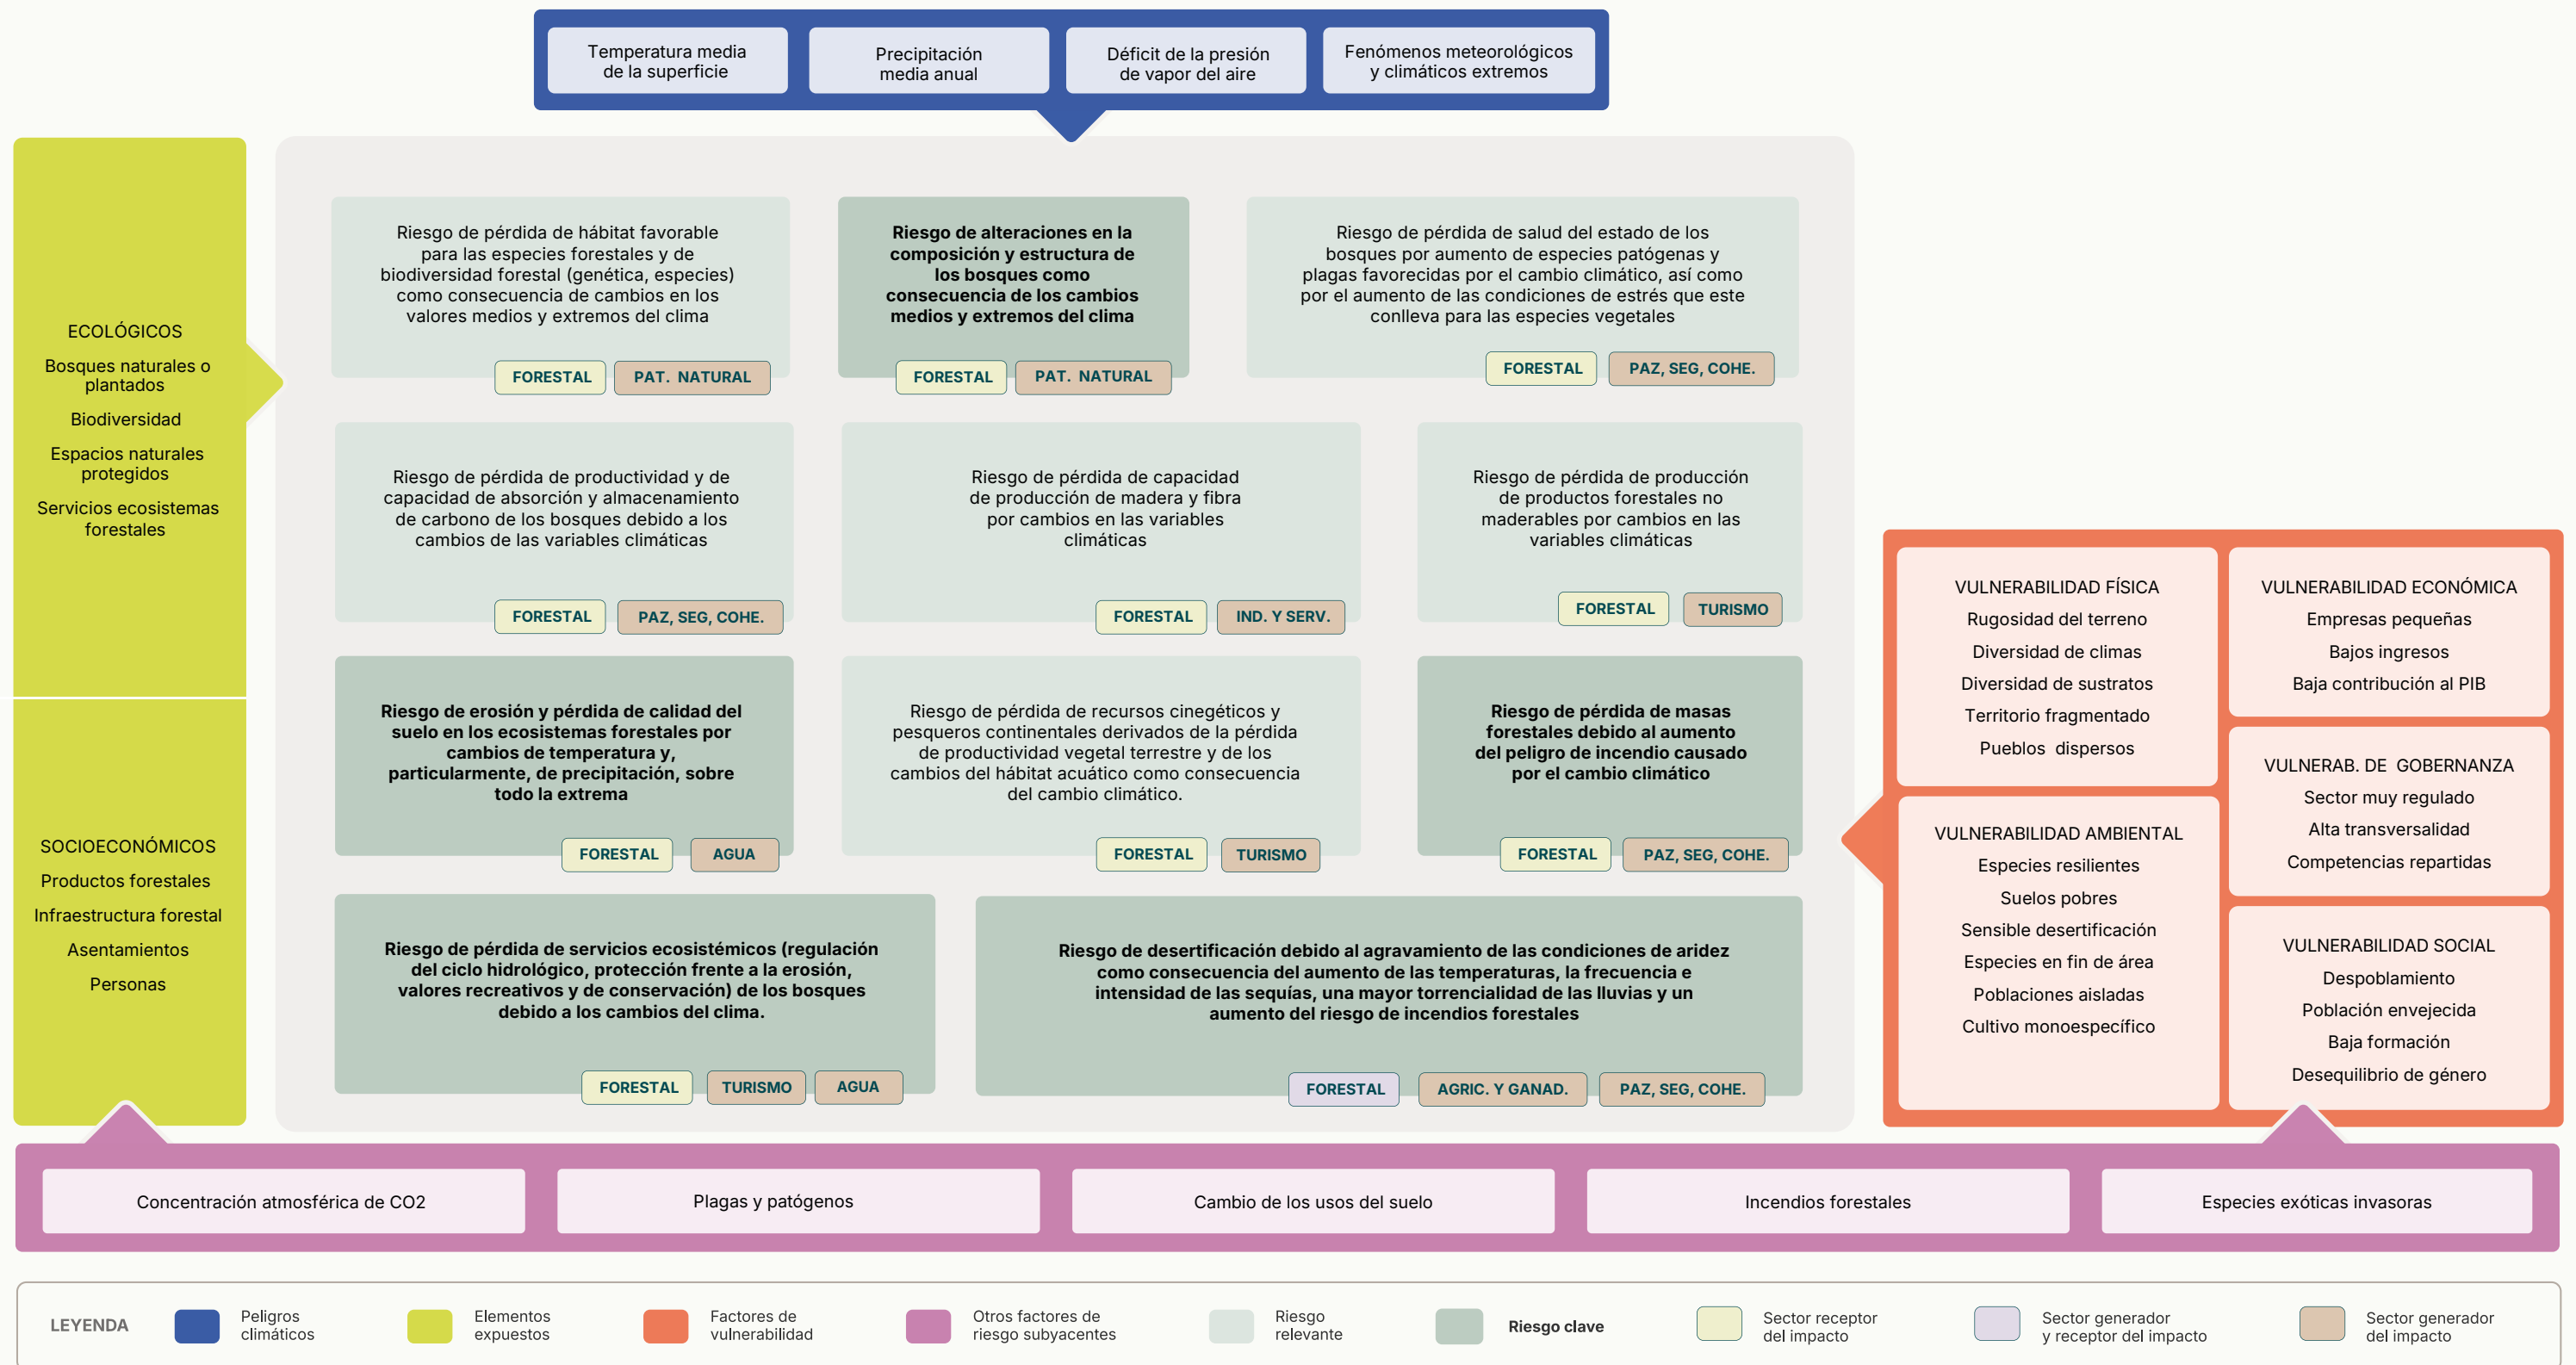 Temperatura media
de la superficie
Precipitación
media anual
Déficit de la presión
de vapor del aire
Fenómenos meteorológicos
y climáticos extremos
ECOLÓGICOS
Bosques naturales o
plantados
Biodiversidad
Espacios naturales
protegidos
Servicios ecosistemas
forestales
SOCIOECONÓMICOS
Productos forestales
Infraestructura forestal
Asentamientos
Personas
Riesgo de pérdida de hábitat favorable
para las especies forestales y de
biodiversidad forestal (genética, especies)
como consecuencia de cambios en los
valores medios y extremos del clima
FORESTAL
PAT. NATURAL
Riesgo de alteraciones en la
composición y estructura de
los bosques como
consecuencia de los cambios
medios y extremos del clima
FORESTAL
PAT. NATURAL
Riesgo de pérdida de salud del estado de los
bosques por aumento de especies patógenas y
plagas favorecidas por el cambio climático, así como
por el aumento de las condiciones de estrés que este
conlleva para las especies vegetales
FORESTAL
PAZ, SEG, COHE.
Riesgo de pérdida de productividad y de
capacidad de absorción y almacenamiento
de carbono de los bosques debido a los
cambios de las variables climáticas
FORESTAL
PAZ, SEG, COHE.
Riesgo de pérdida de capacidad
de producción de madera y fibra
por cambios en las variables
climáticas
FORESTAL
IND. Y SERV.
Riesgo de pérdida de producción
de productos forestales no
maderables por cambios en las
variables climáticas
FORESTAL
TURISMO
Riesgo de erosión y pérdida de calidad del
suelo en los ecosistemas forestales por
cambios de temperatura y,
particularmente, de precipitación, sobre
todo la extrema
FORESTAL
AGUA
Riesgo de pérdida de recursos cinegéticos y
pesqueros continentales derivados de la pérdida
de productividad vegetal terrestre y de los
cambios del hábitat acuático como consecuencia
del cambio climático.
FORESTAL
TURISMO
Riesgo de pérdida de masas
forestales debido al aumento
del peligro de incendio causado
por el cambio climático
FORESTAL
PAZ, SEG, COHE.
Riesgo de pérdida de servicios ecosistémicos (regulación
del ciclo hidrológico, protección frente a la erosión,
valores recreativos y de conservación) de los bosques
debido a los cambios del clima.
FORESTAL
TURISMO
AGUA
Riesgo de desertificación debido al agravamiento de las condiciones de aridez
como consecuencia del aumento de las temperaturas, la frecuencia e
intensidad de las sequías, una mayor torrencialidad de las lluvias y un
aumento del riesgo de incendios forestales
FORESTAL
AGRIC. Y GANAD.
PAZ, SEG, COHE.
VULNERABILIDAD FÍSICA
Rugosidad del terreno
Diversidad de climas
Diversidad de sustratos
Territorio fragmentado
Pueblos dispersos
VULNERABILIDAD AMBIENTAL
Especies resilientes
Suelos pobres
Sensible desertificación
Especies en fin de área
Poblaciones aisladas
Cultivo monoespecífico
VULNERABILIDAD ECONÓMICA
Empresas pequeñas
Bajos ingresos
Baja contribución al PIB
VULNERAB. DE GOBERNANZA
Sector muy regulado
Alta transversalidad
Competencias repartidas
VULNERABILIDAD SOCIAL
Despoblamiento
Población envejecida
Baja formación
Desequilibrio de género
Concentración atmosférica de CO2
Plagas y patógenos
Cambio de los usos del suelo
Incendios forestales
Especies exóticas invasoras
LEYENDA
Peligros
climáticos
Elementos
expuestos
Factores de
vulnerabilidad
Otros factores de
riesgo subyacentes
Riesgo
relevante
Riesgo clave
Sector receptor
del impacto
Sector generador
y receptor del impacto
Sector generador
del impacto